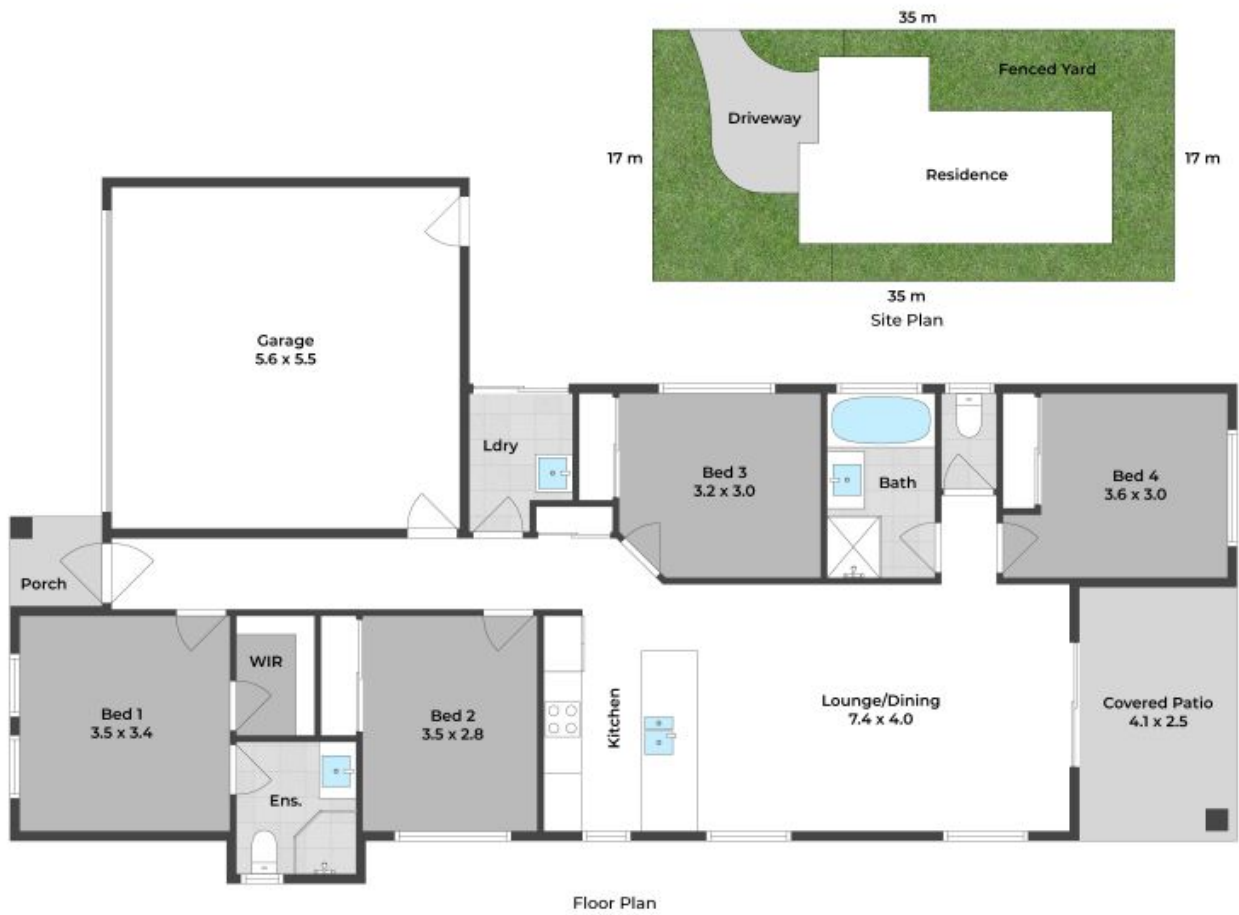 35 m
Fenced Yard
Driveway
17 m
17 m
Residence
35 m
Site Plan
Garage
5.6 x 5.5
Ldry
Bed 3
3.2 x 3.0
Bath
Bed 4
3.6 x 3.0
Porch
WIR
Bed 1
3.5 x 3.4
Bed 2
3.5 x 2.8
Kitchen
Lounge/Dining
7.4 x 4.0
Covered Patio
4.1 x 2.5
Ens.
Floor Plan